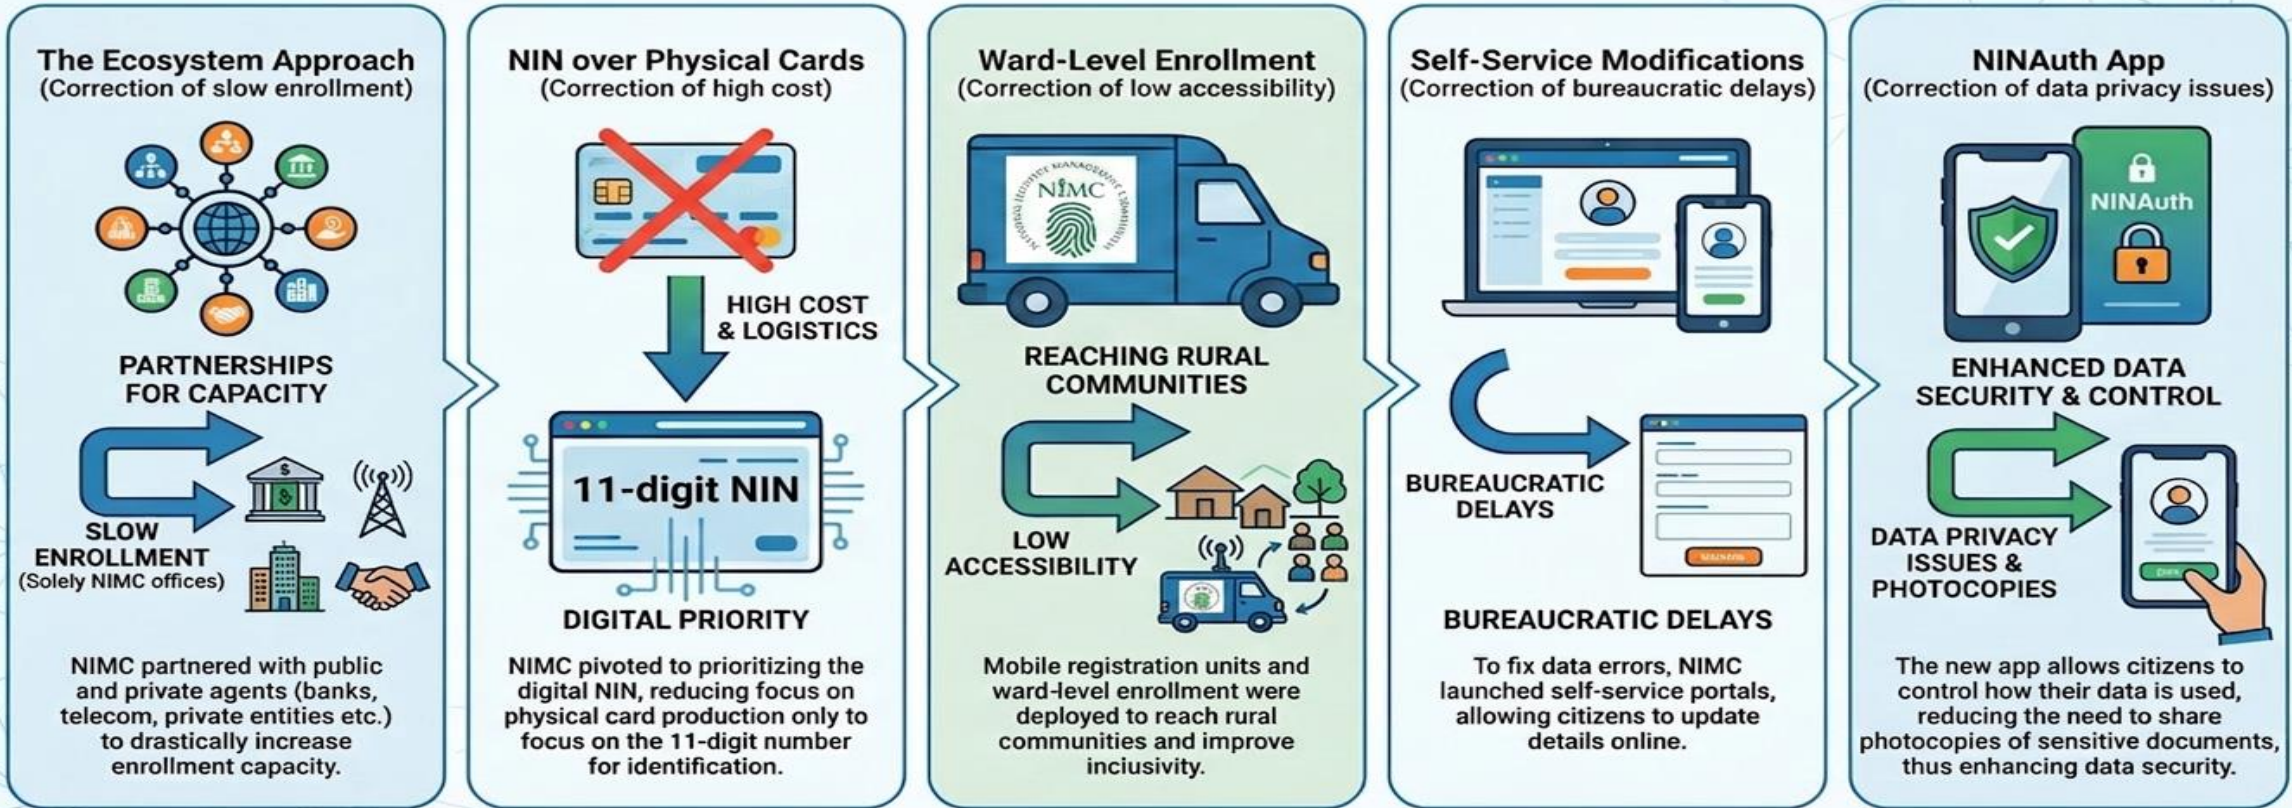 The Ecosystem Approach
(Correction of slow enrollment)
PARTNERSHIPS
FOR CAPACITY
SLOW
ENROLLMENT
(Solely NIMC offices)
NIMC partnered with public
and private agents (banks,
telecom, private entities etc.)
to drastically increase
enrollment capacity.
NIN over Physical Cards
(Correction of high cost)
HIGH COST
& LOGISTICS
11-digit NIN
DIGITAL PRIORITY
NIMC pivoted to prioritizing the
digital NIN, reducing focus on
physical card production only to
focus on the 11-digit number
for identification.
Ward-Level Enrollment
(Correction of low accessibility)
NIMC
REACHING RURAL
COMMUNITIES
LOW
ACCESSIBILITY
Mobile registration units and
ward-level enrollment were
deployed to reach rural
communities and improve
inciusivity.
Self-Service Modifications
(Correction of bureaucratic delays)
BUREAUCRATIC
DELAYS
BUREAUCRATIC DELAYS
To fix data errors, NIMC
launched self-service portals,
allowing citizens to update
details online.
NINAuth App
(Correction of data privacy issues)
NINAuth
ENHANCED DATA
SECURITY & CONTROL
DATA PRIVACY
ISSUES &
PHOTOCOPIES
The new app allows citizens to
control how their data is used,
reducing the need to share
photocopies of sensitive documents,
thus enhancing data security.